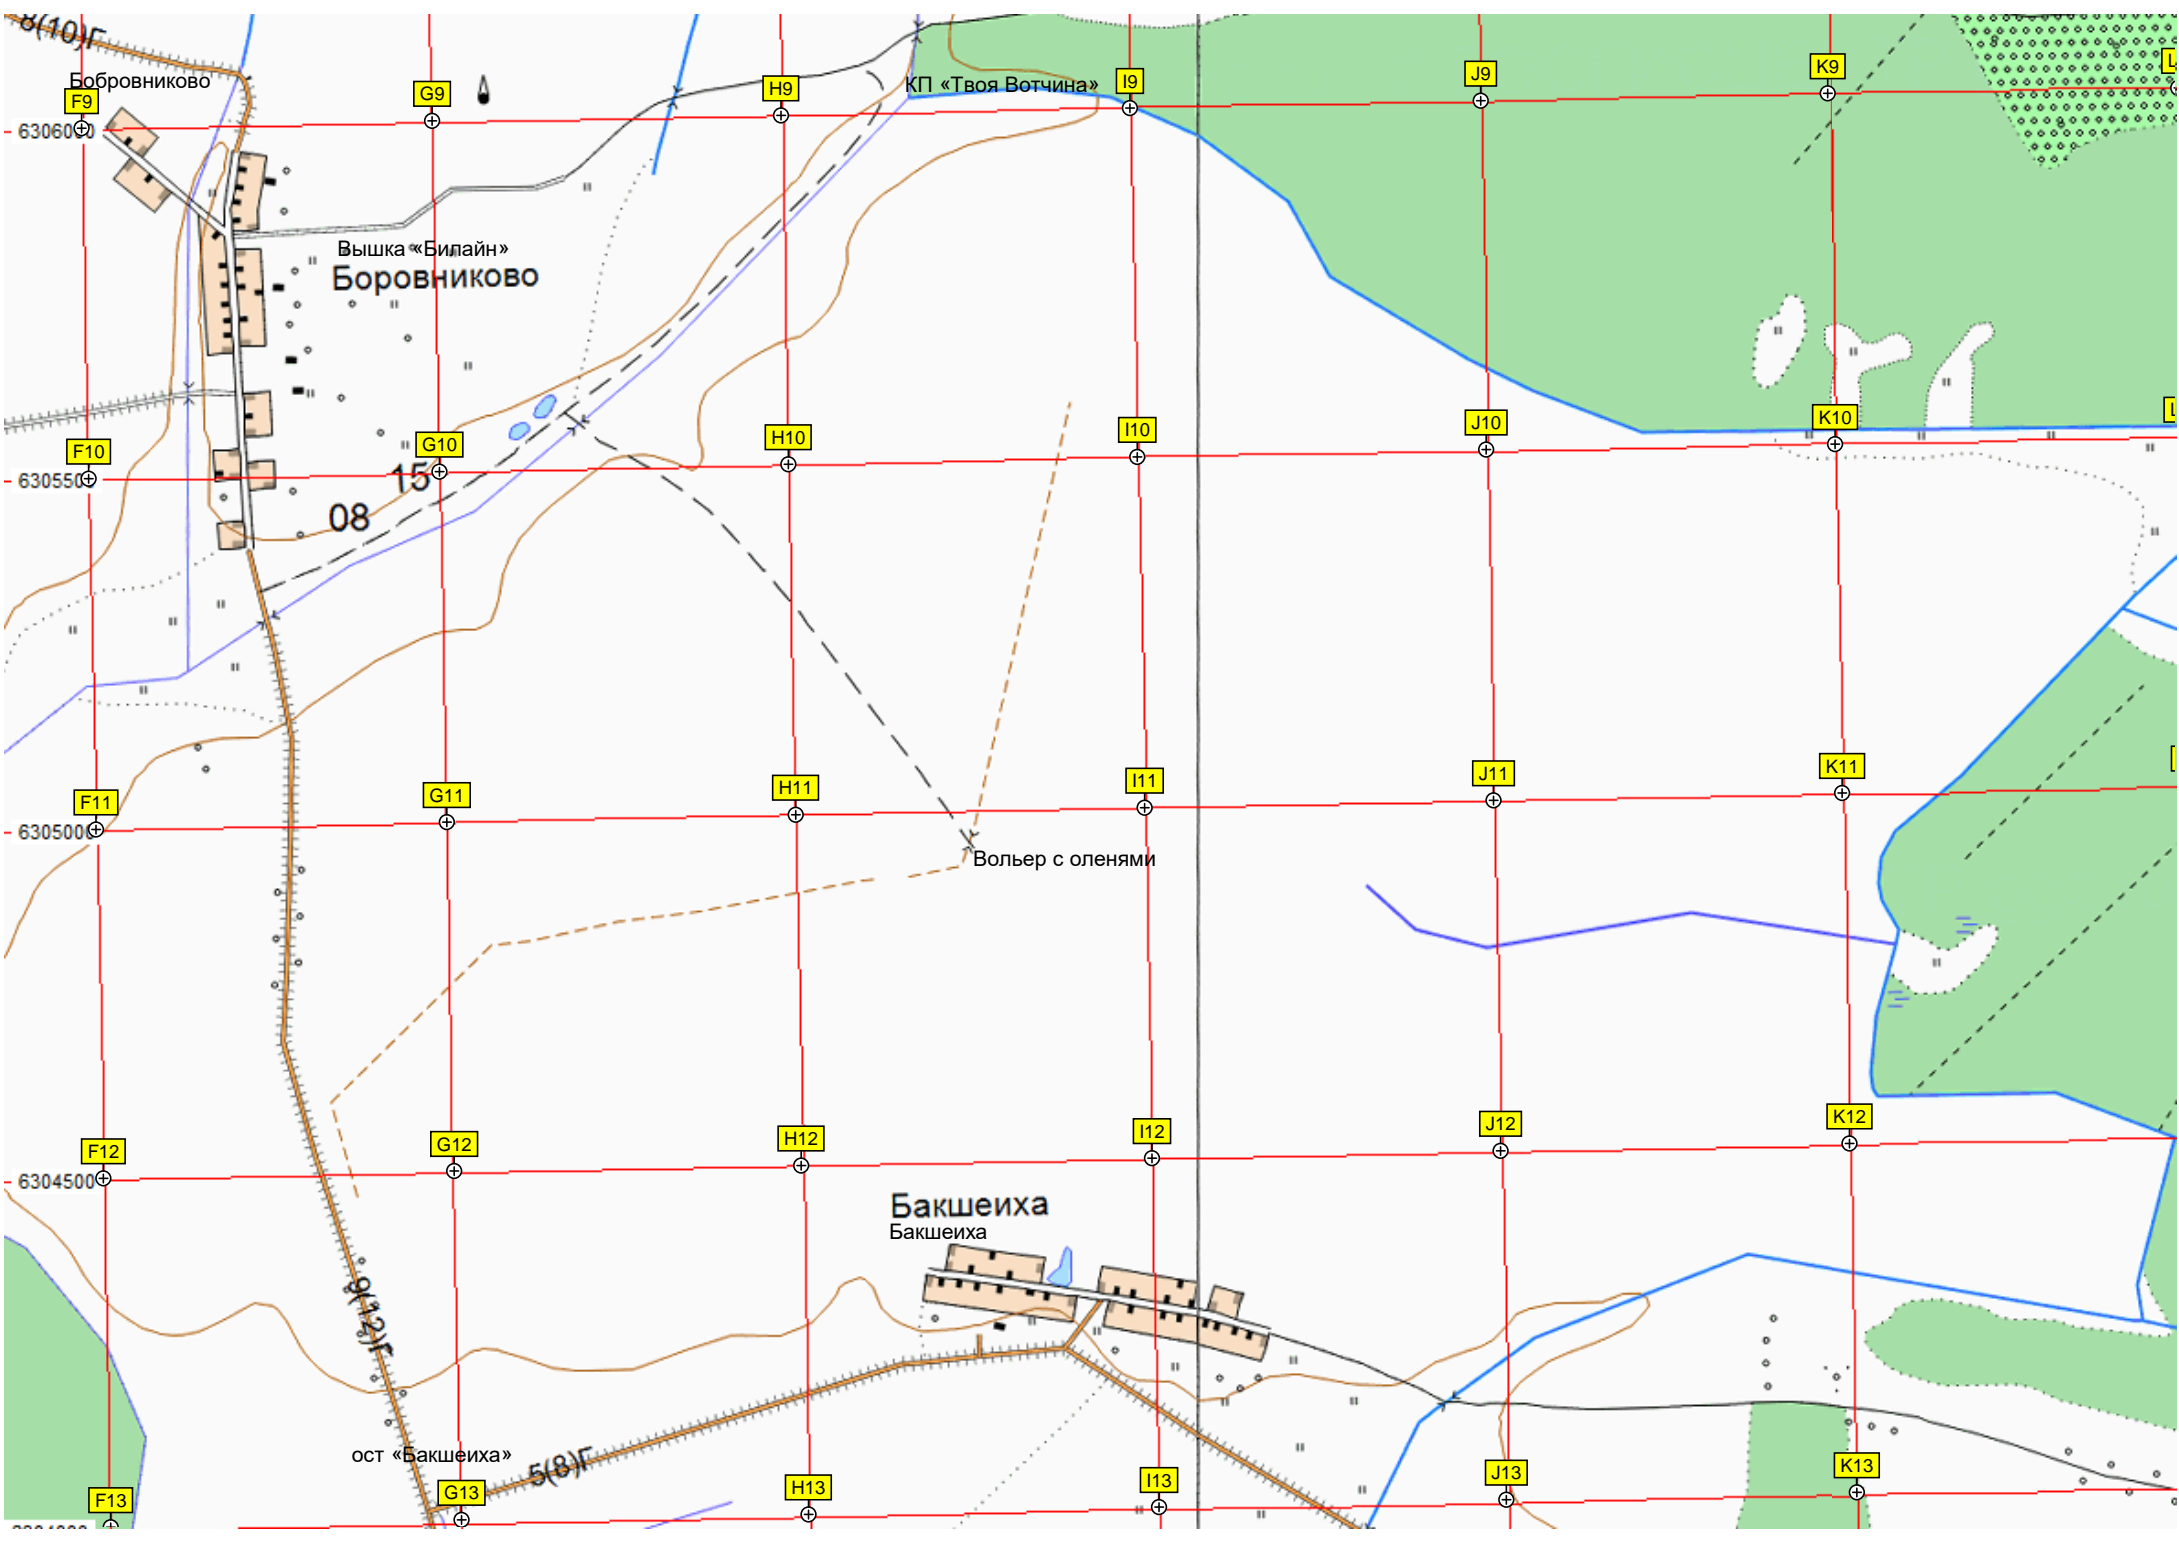 8(10)Г
Бобровниково
КП «Твоя Вотчина»
F9
G9
H9
I9
J9
K9
L
6306000
Вышка «Билайн»
Боровниково
F10
G10
H10
I10
J10
K10
L
6305500
15
08
F11
G11
H11
I11
J11
K11
6305000
Вольер с оленями
F12
G12
H12
I12
J12
K12
6304500
Бакшеиха
Бакшеиха
9(12)Г
ост «Бакшеиха»
5(8)Г
F13
G13
H13
I13
J13
K13